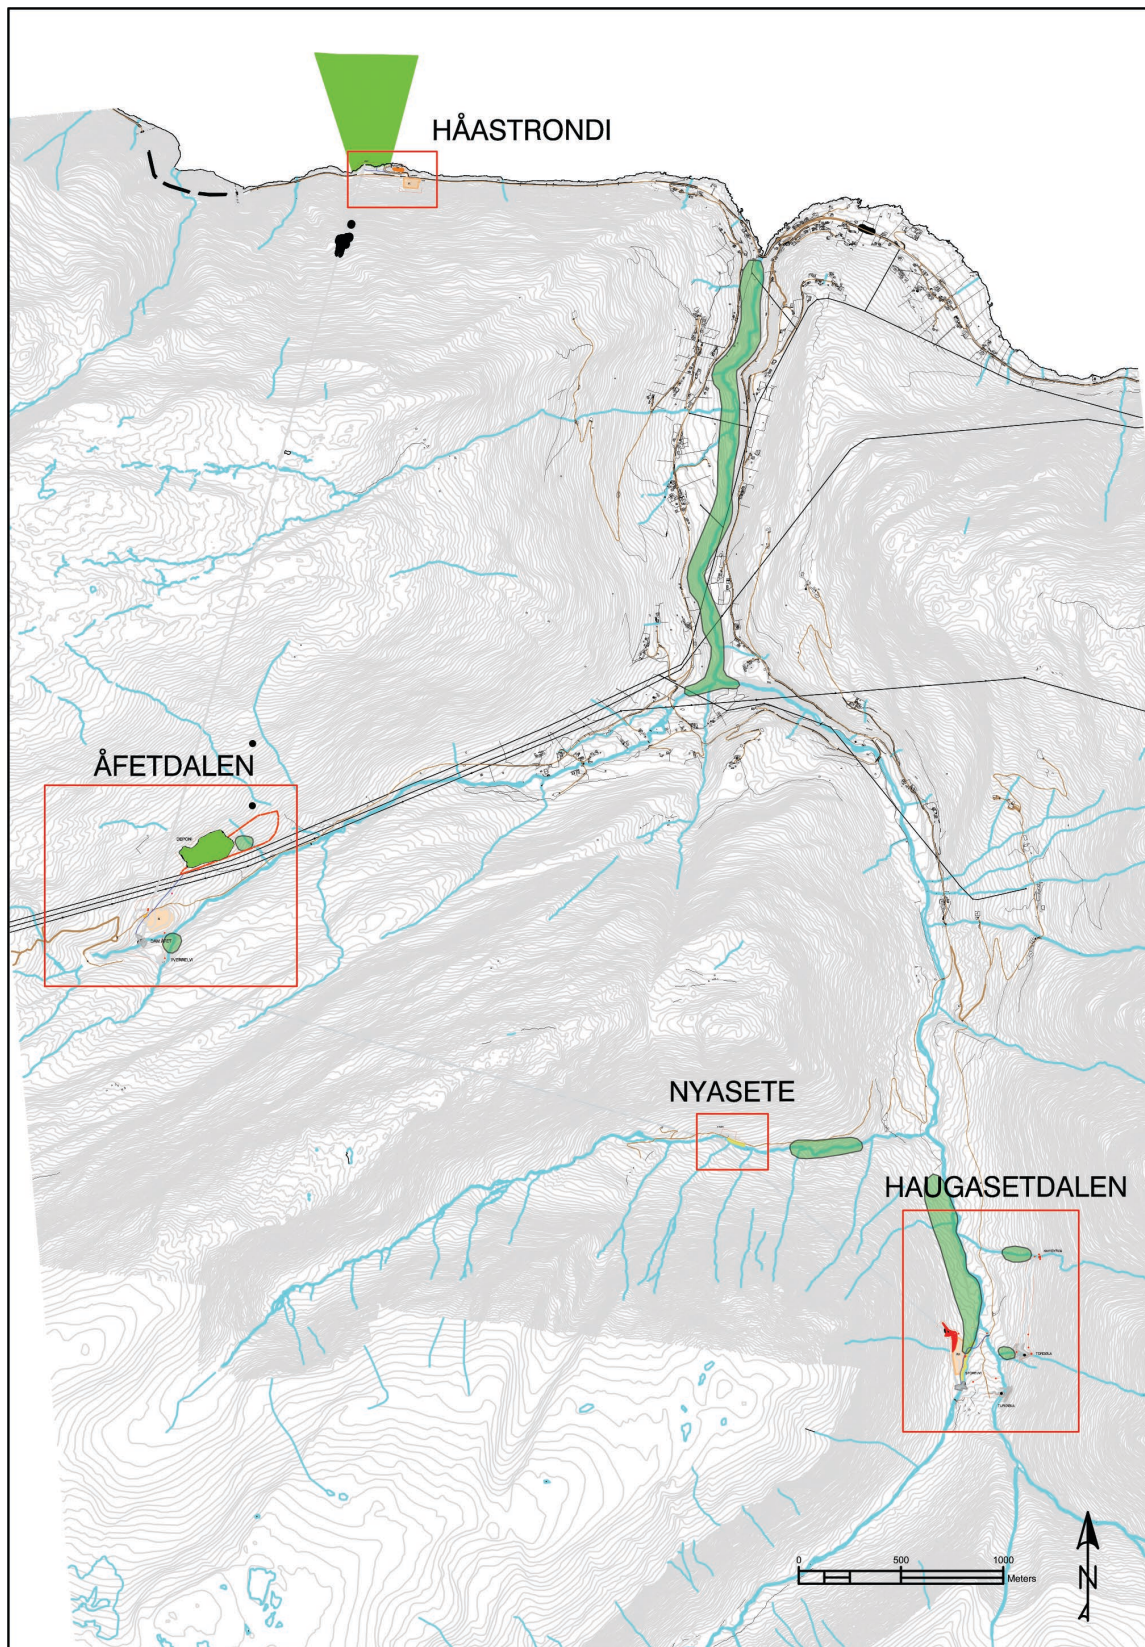 HÅASTRONDI
ÅFETDALEN
DEPONI
NYASETE
HAUGASETDALEN
0 500 1000
Meters
N